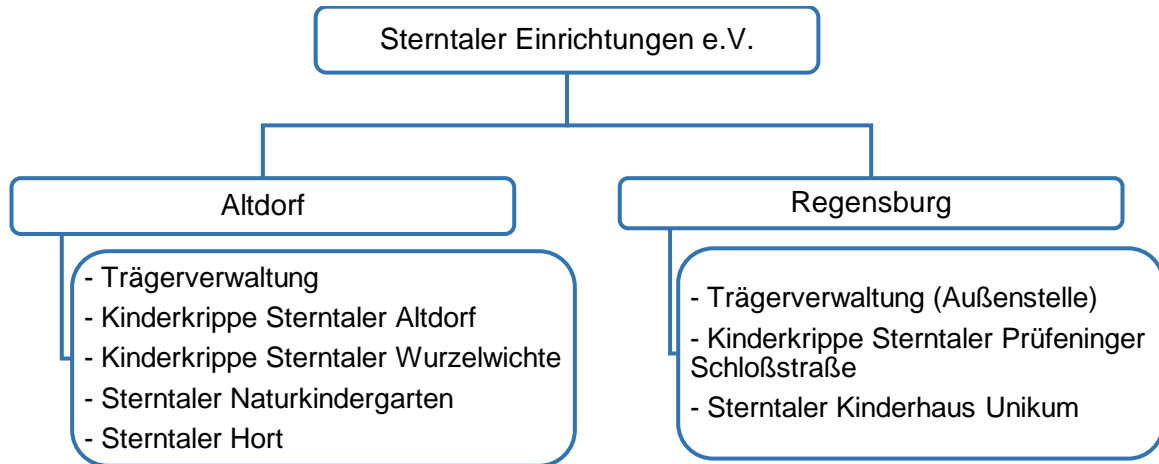 Sterntaler Einrichtungen e.V.
Altdorf
- Trägerverwaltung
- Kinderkrippe Sterntaler Altdorf
- Kinderkrippe Sterntaler Wurzelwichte
- Sterntaler Naturkindergarten
- Sterntaler Hort
Regensburg
- Trägerverwaltung (Außenstelle)
- Kinderkrippe Sterntaler Prüfeninger
Schloßstraße
- Sterntaler Kinderhaus Unikum